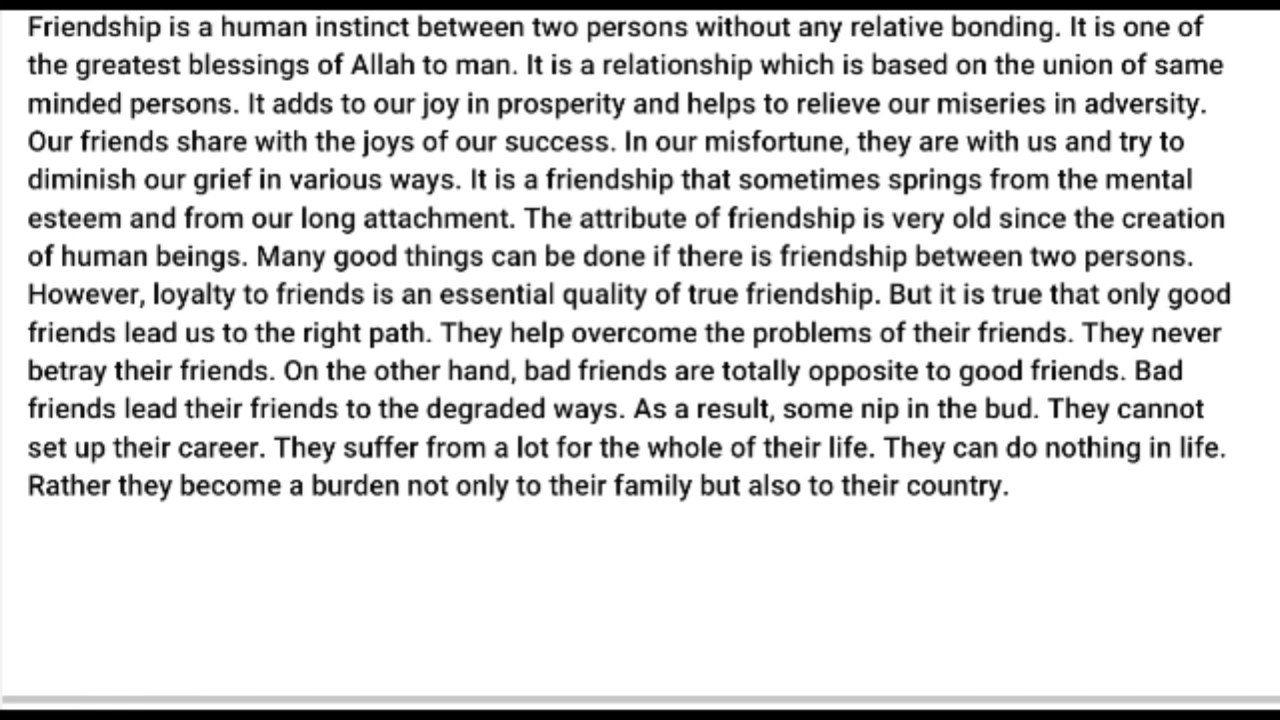 Friendship is a human instinct between two persons without any relative bonding. It is one of
the greatest blessings of Allah to man. It is a relationship which is based on the union of same
minded persons. It adds to our joy in prosperity and helps to relieve our miseries in adversity.
Our friends share with the joys of our success. In our misfortune, they are with us and try to
diminish our grief in various ways. It is a friendship that sometimes springs from the mental
esteem and from our long attachment. The attribute of friendship is very old since the creation
of human beings. Many good things can be done if there is friendship between two persons.
However, loyalty to friends is an essential quality of true friendship. But it is true that only good
friends lead us to the right path. They help overcome the problems of their friends. They never
betray their friends. On the other hand, bad friends are totally opposite to good friends. Bad
friends lead their friends to the degraded ways. As a result, some nip in the bud. They cannot
set up their career. They suffer from a lot for the whole of their life. They can do nothing in life.
Rather they become a burden not only to their family but also to their country.